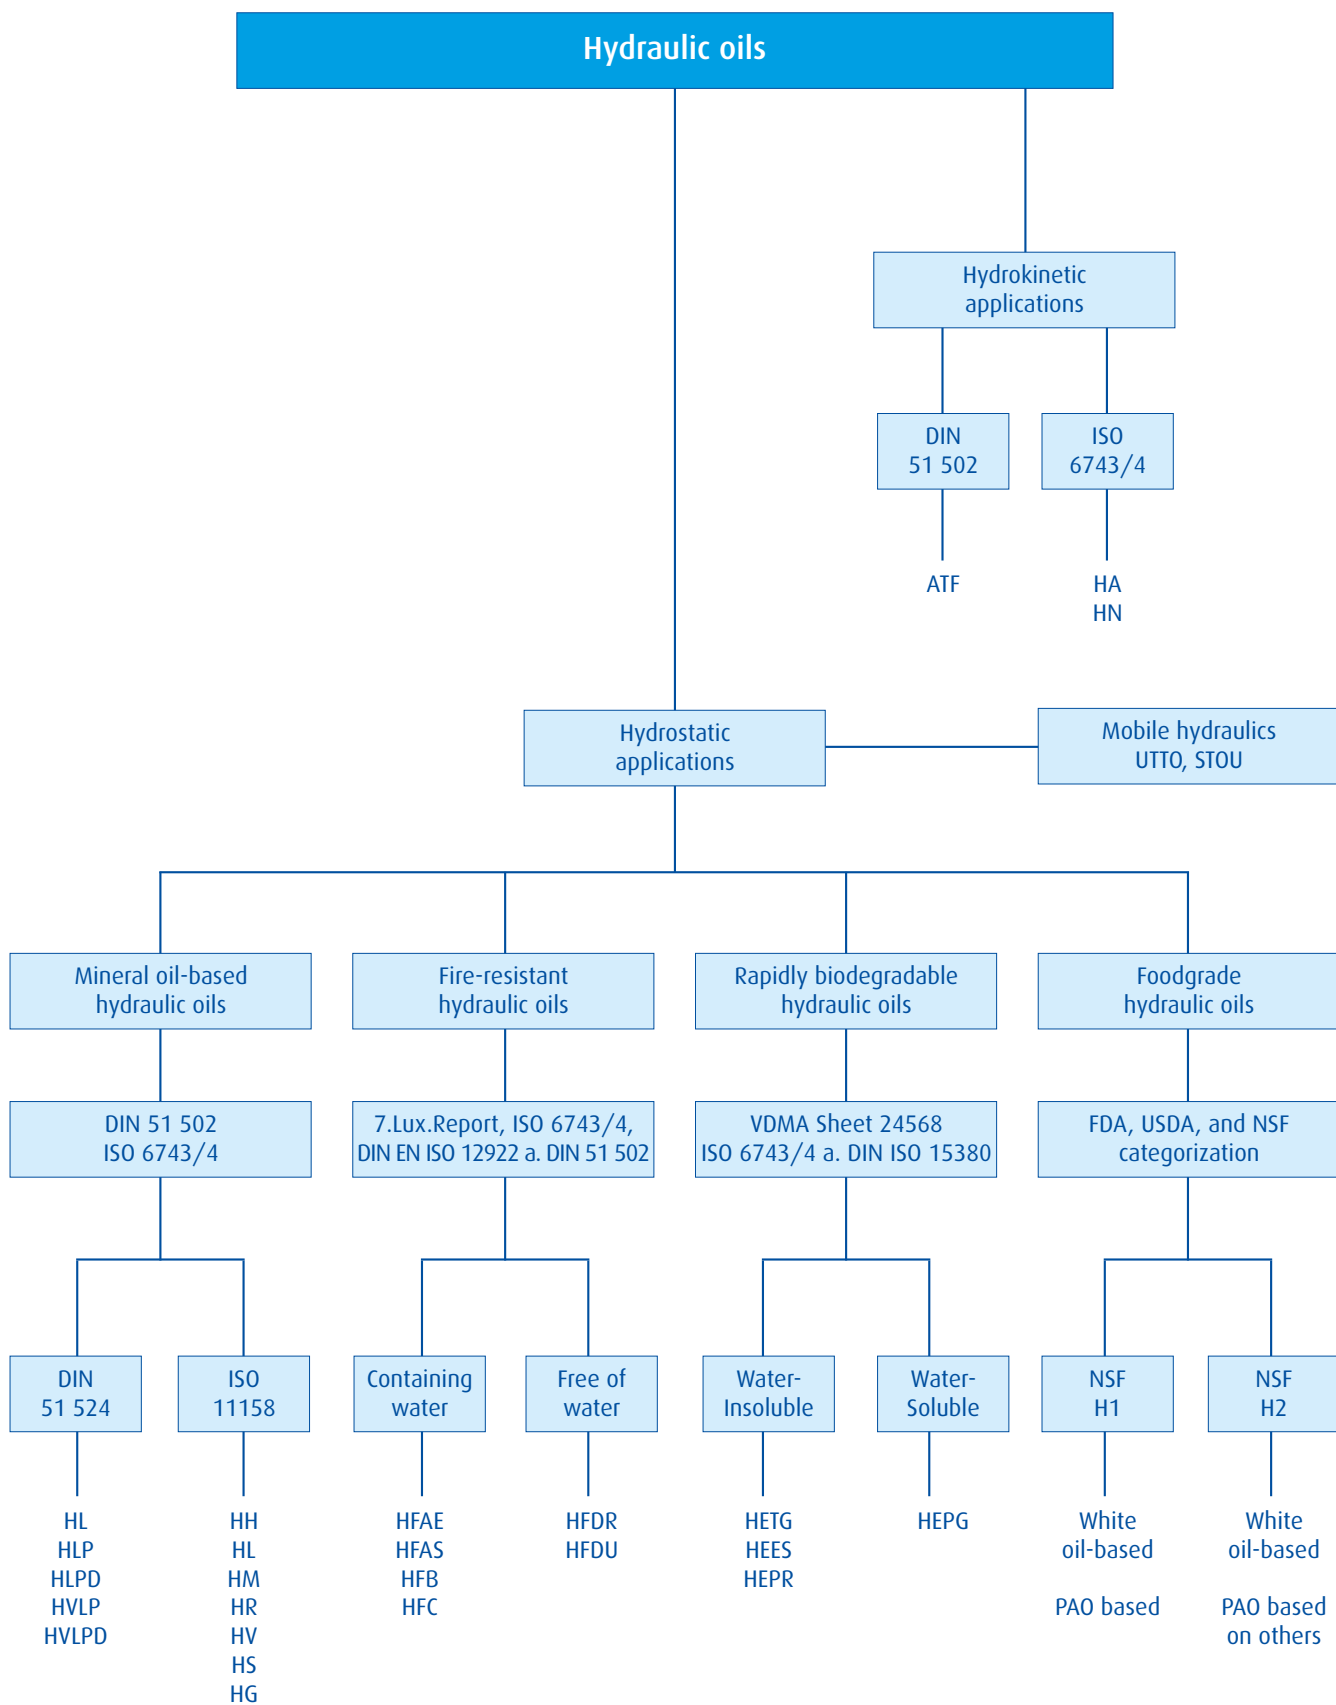 Hydraulic oils
Hydrokinetic
applications
DIN
51 502
ISO
6743/4
ATF
HA
HN
Hydrostatic
applications
Mobile hydraulics
UTTO, STOU
Mineral oil-based
hydraulic oils
Fire-resistant
hydraulic oils
Rapidly biodegradable
hydraulic oils
Foodgrade
hydraulic oils
DIN 51 502
ISO 6743/4
7.Lux.Report, ISO 6743/4,
DIN EN ISO 12922 a. DIN 51 502
VDMA Sheet 24568
ISO 6743/4 a. DIN ISO 15380
FDA, USDA, and NSF
categorization
DIN
51 524
ISO
11158
Containing
water
Free of
water
Water-
Insoluble
Water-
Soluble
NSF
H1
NSF
H2
HL
HLP
HLPD
HVLP
HVLPD
HH
HL
HM
HR
HV
HS
HG
HFAE
HFAS
HFB
HFC
HFDR
HFDU
HETG
HEES
HEPR
HEPG
White
oil-based
PAO based
White
oil-based
PAO based
on others